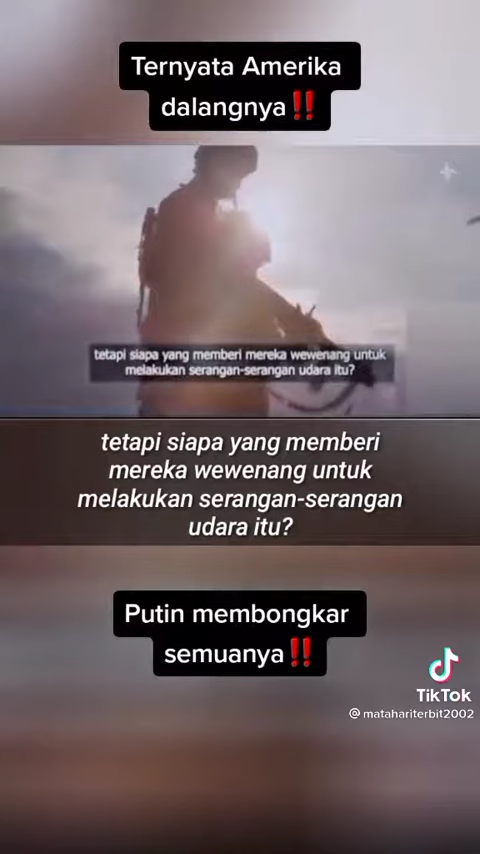 Ternyata Amerika
dalangnya‼️
tetapi siapa yang memberi mereka wewenang untuk
melakukan serangan-serangan udara itu?
tetapi siapa yang memberi
mereka wewenang untuk
melakukan serangan-serangan
udara itu?
Putin membongkar
semuanya‼️
TikTok
@matahariterbit2002